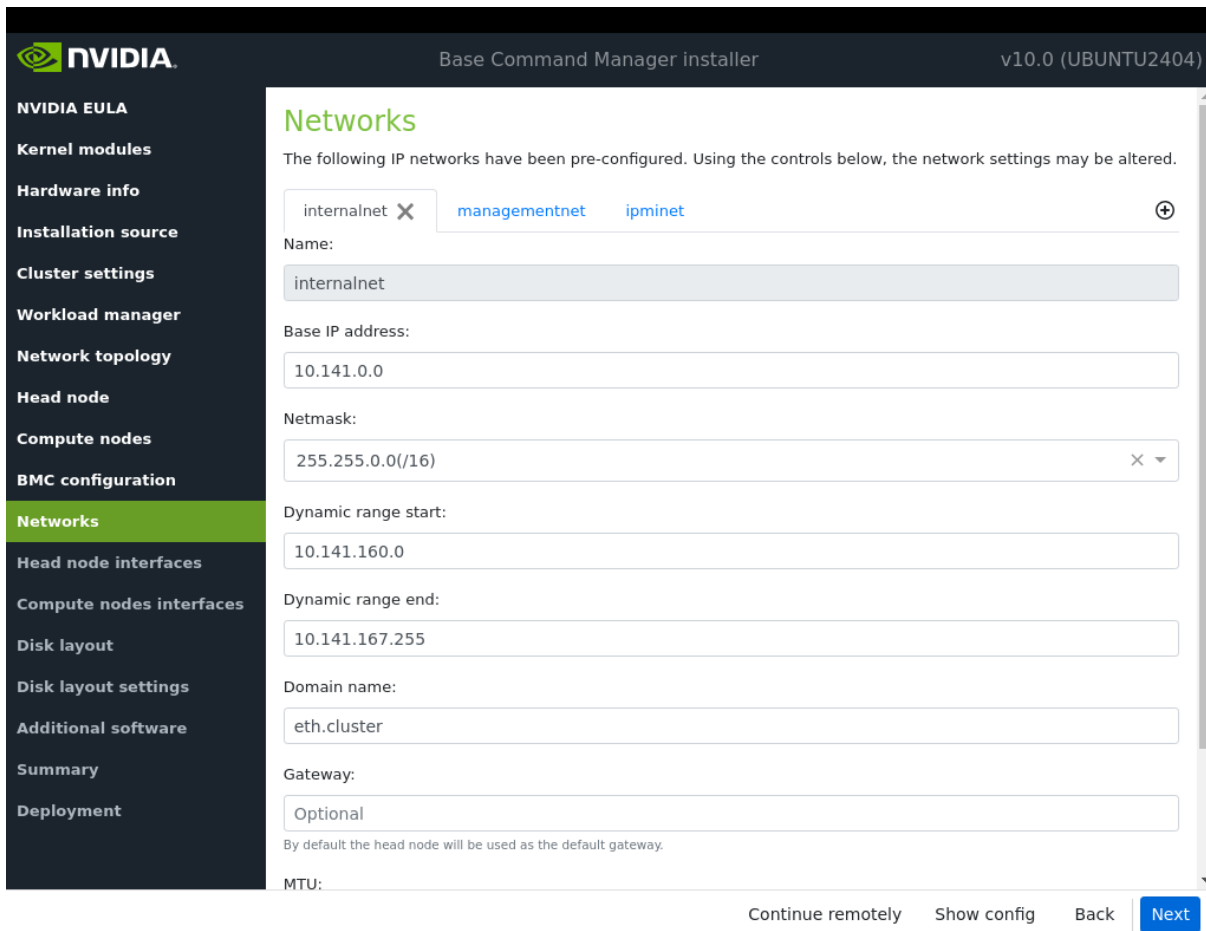 NVIDIA.
Base Command Manager installer
v10.0 (UBUNTU2404)
NVIDIA EULA
Kernel modules
Hardware info
Installation source
Cluster settings
Workload manager
Network topology
Head node
Compute nodes
BMC configuration
Networks
Head node interfaces
Compute nodes interfaces
Disk layout
Disk layout settings
Additional software
Summary
Deployment
Networks
The following IP networks have been pre-configured. Using the controls below, the network settings may be altered.
internalnet managementnet ipminet
Name:
internalnet
Base IP address:
10.141.0.0
Netmask:
255.255.0.0(/16)
Dynamic range start:
10.141.160.0
Dynamic range end:
10.141.167.255
Domain name:
eth.cluster
Gateway:
Optional
By default the head node will be used as the default gateway.
MTU:
Continue remotely Show config Back Next